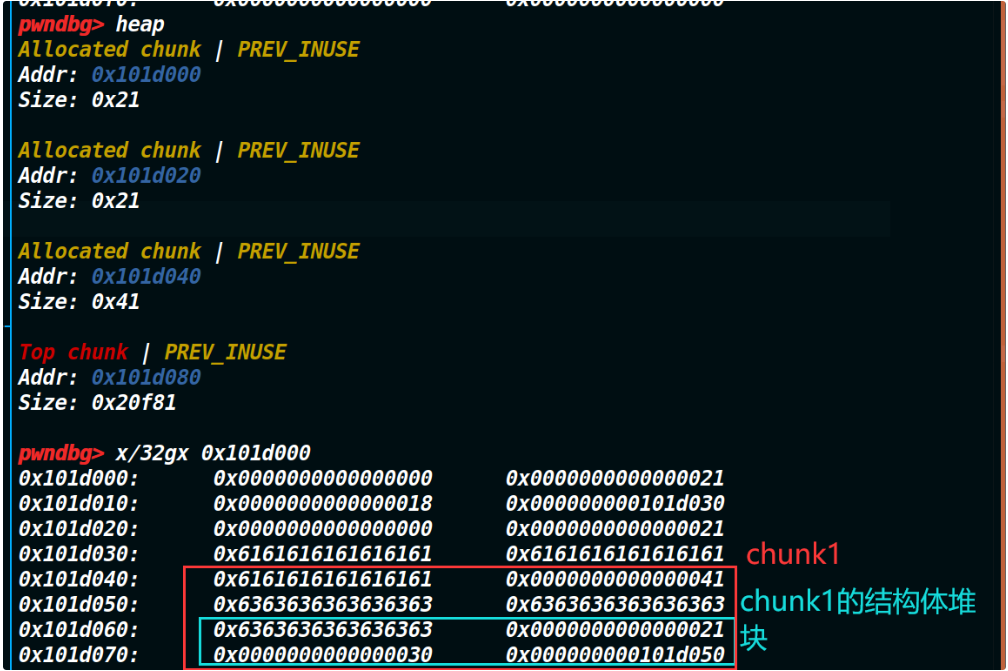 pwndbg> heap
Allocated chunk | PREV_INUSE
Addr: 0x101d000
Size: 0x21
Allocated chunk | PREV_INUSE
Addr: 0x101d020
Size: 0x21
Allocated chunk | PREV_INUSE
Addr: 0x101d040
Size: 0x41
Top chunk | PREV_INUSE
Addr: 0x101d080
Size: 0x20f81
pwndbg> x/32gx 0x101d000
0x101d000: 0x0000000000000000 0x0000000000000021
0x101d010: 0x0000000000000018 0x000000000101d030
0x101d020: 0x0000000000000000 0x0000000000000021
0x101d030: 0x6161616161616161 0x6161616161616161 chunk1
0x101d040: 0x6161616161616161 0x0000000000000041
0x101d050: 0x6363636363636363 0x6363636363636363 chunk1的结构体堆
0x101d060: 0x6363636363636363 0x0000000000000021 块
0x101d070: 0x0000000000000030 0x000000000101d050